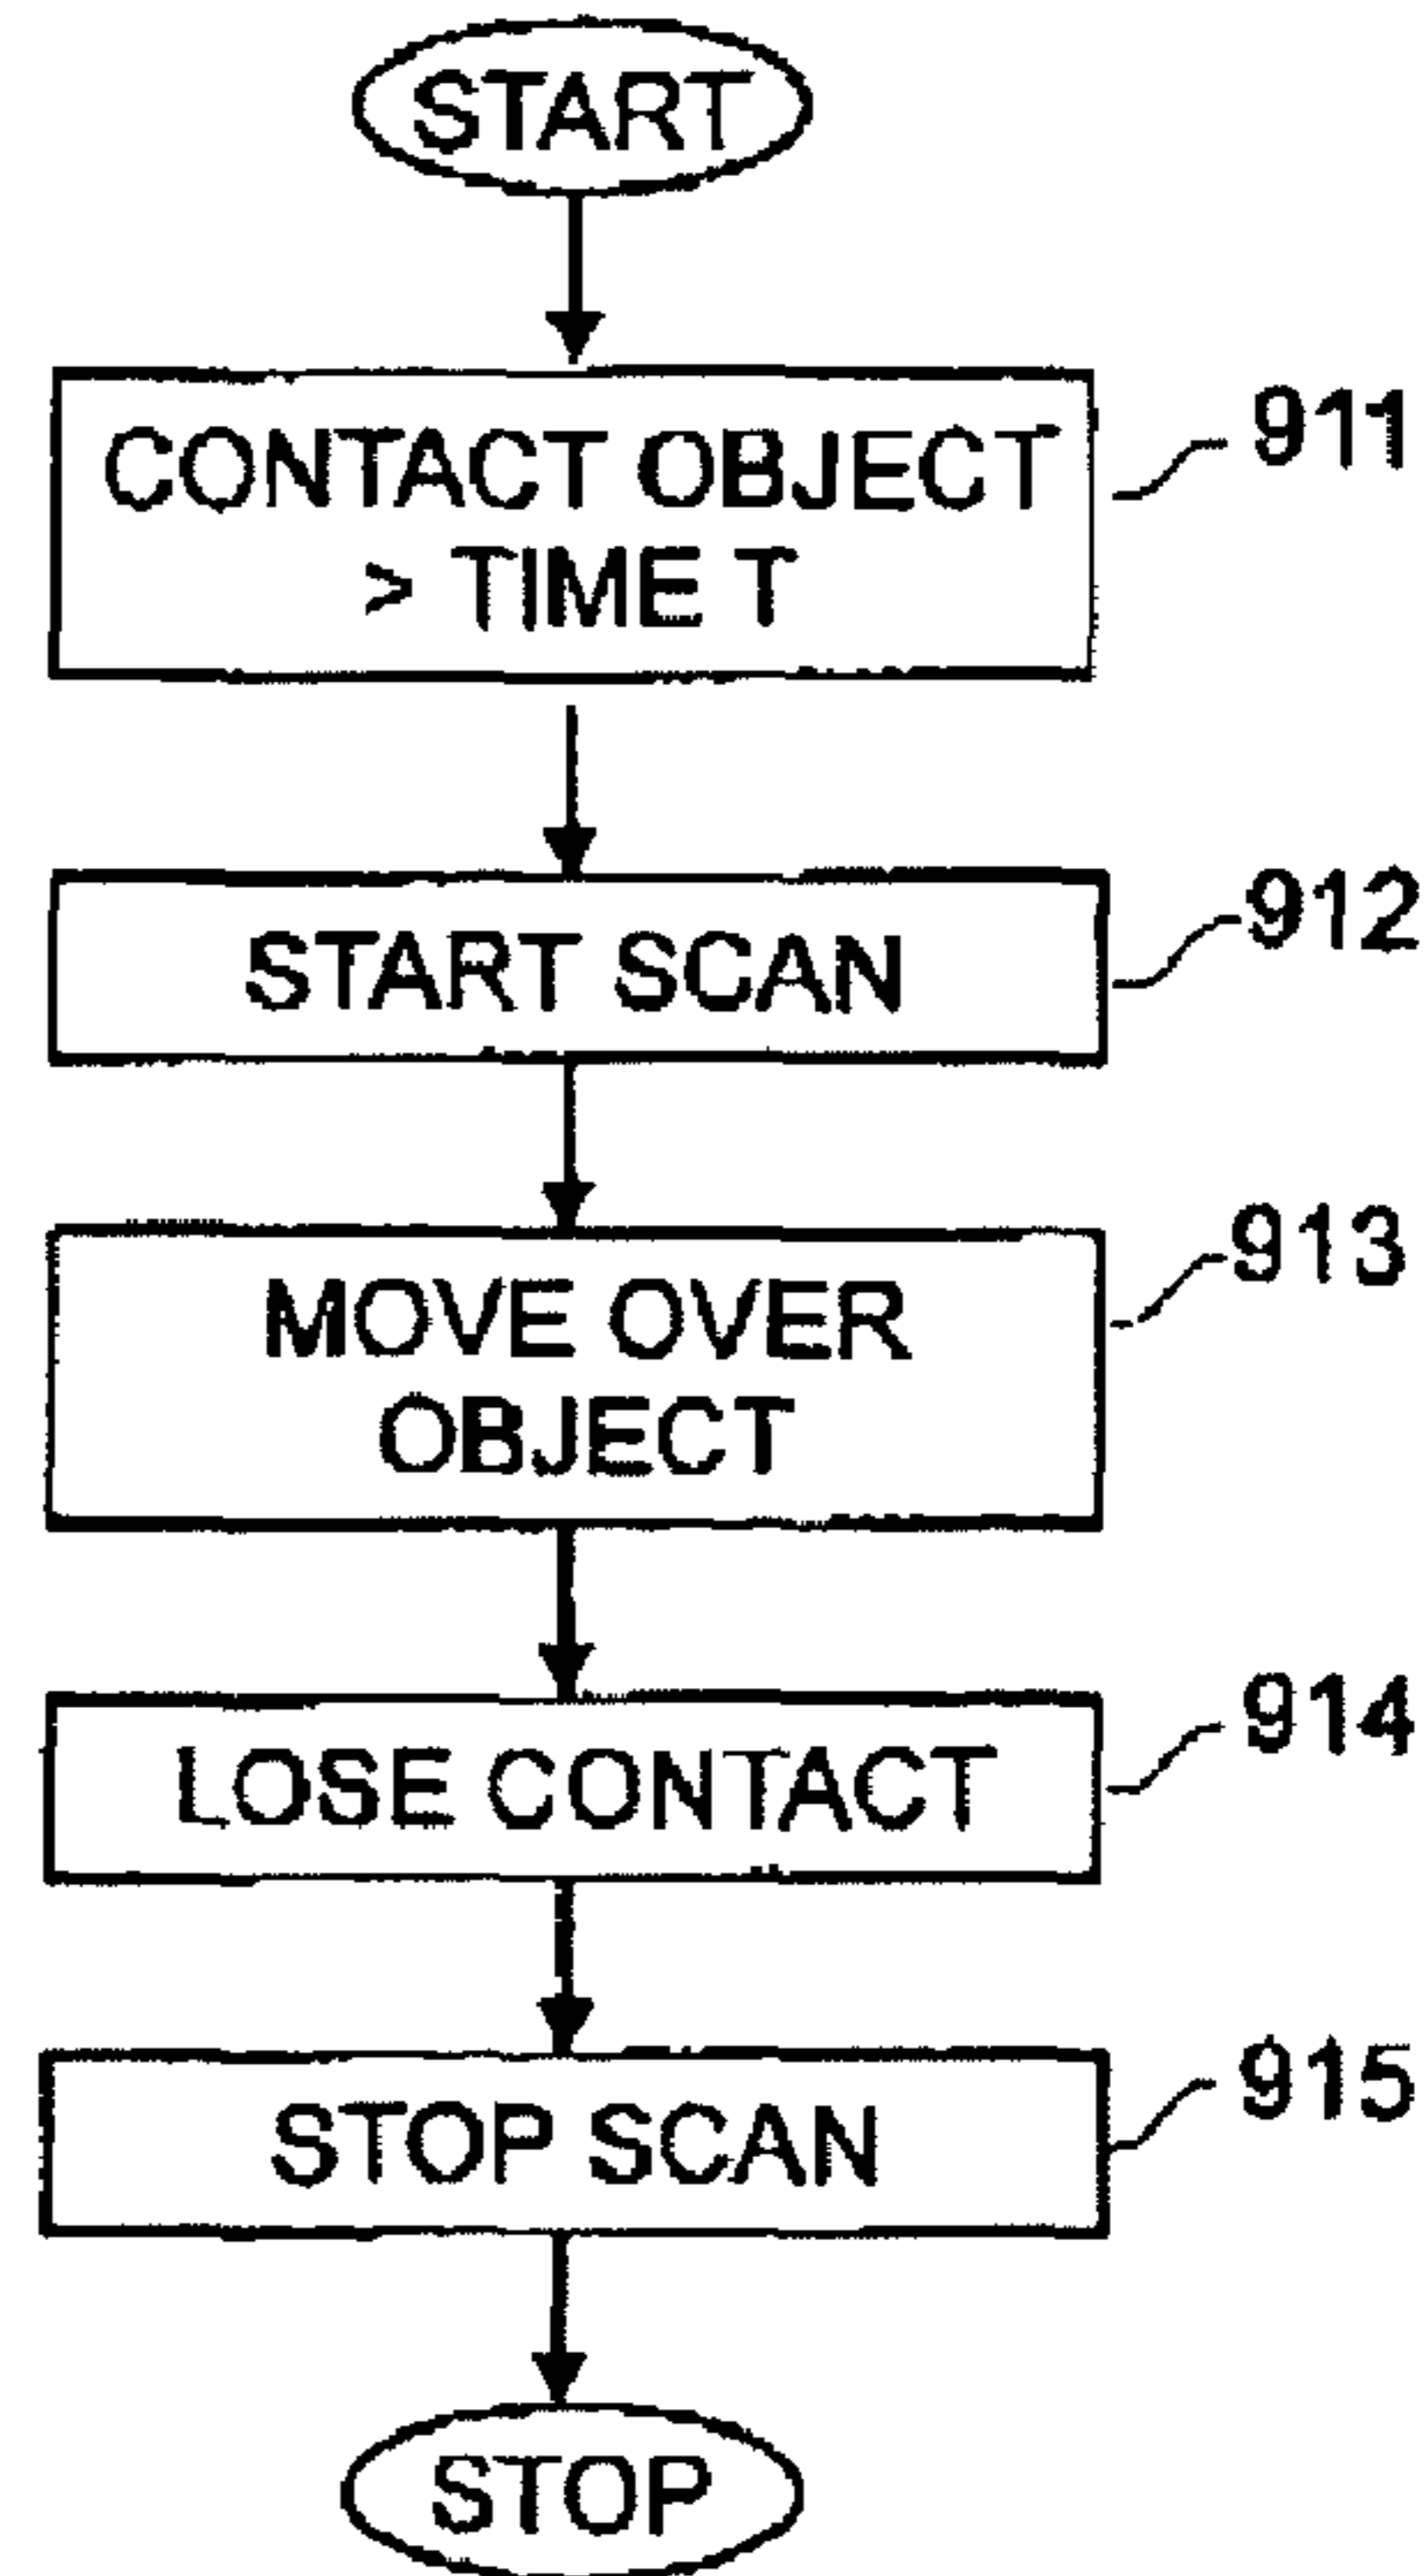 START
CONTACT OBJECT
> TIME T
911
START SCAN
912
MOVE OVER
OBJECT
913
LOSE CONTACT
914
STOP SCAN
915
STOP